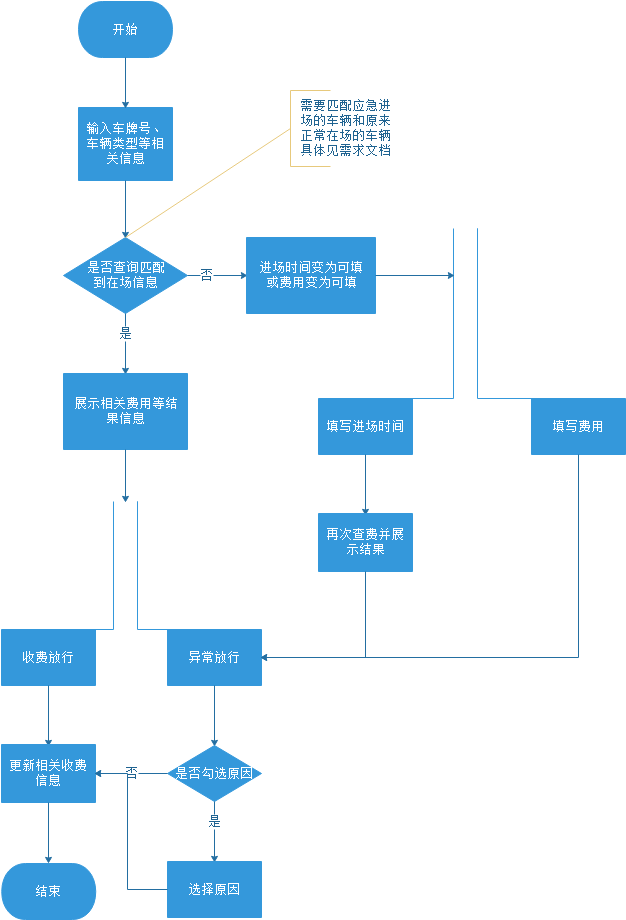 开始
输入车牌号、
车辆类型等相
关信息
需要匹配应急进
场的车辆和原来
正常在场的车辆
具体见需求文档
是否查询匹配
到在场信息
否
进场时间变为可填
或费用变为可填
是
展示相关费用等结
果信息
填写进场时间
填写费用
再次查费并展
示结果
收费放行
异常放行
更新相关收费
信息
否
是否勾选原因
是
结束
选择原因